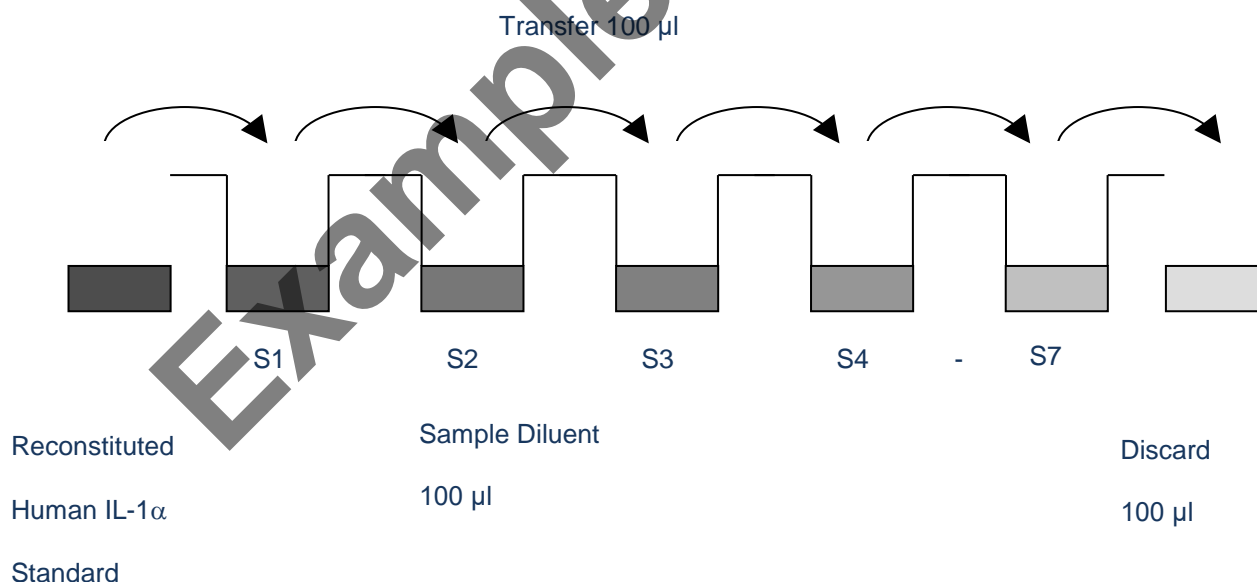 Transfer 100 µl
Example
S1 S2 S3 S4 - S7
Reconstituted
Human IL-1α
Standard
Sample Diluent
100 µl
Discard
100 µl